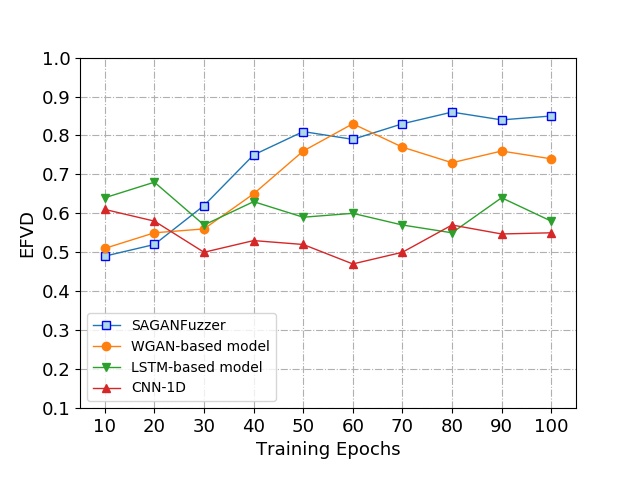 1.0
0.9
0.8
0.7
0.6
0.5
0.4
0.3
0.2
0.1
EFVD
SAGANFuzzer
WGAN-based model
LSTM-based model
CNN-1D
10 20 30 40 50 60 70 80 90 100
Training Epochs